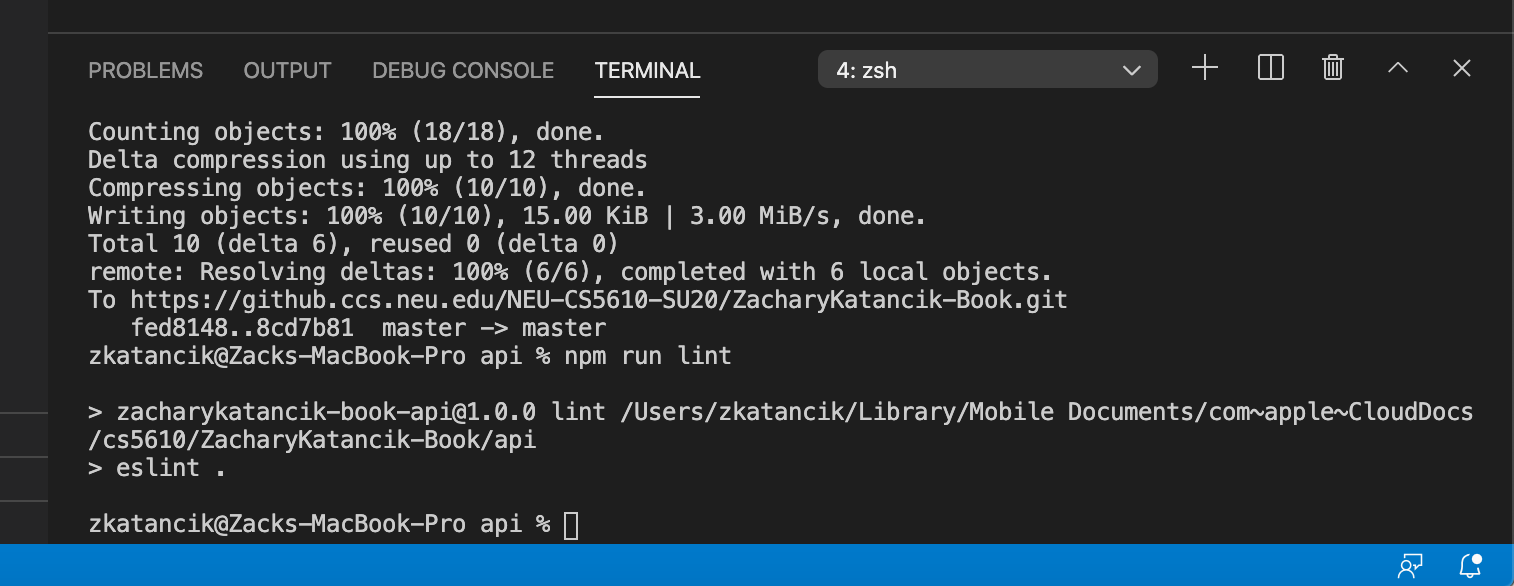 PROBLEMS OUTPUT DEBUG CONSOLE TERMINAL 4: zsh
Counting objects: 100% (18/18), done.
Delta compression using up to 12 threads
Compressing objects: 100% (10/10), done.
Writing objects: 100% (10/10), 15.00 KiB | 3.00 MiB/s, done.
Total 10 (delta 6), reused 0 (delta 0)
remote: Resolving deltas: 100% (6/6), completed with 6 local objects.
To https://github.ccs.neu.edu/NEU-CS5610-SU20/ZacharyKatancik-Book.git
   fed8148..8cd7b81  master -> master
zkatancik@Zacks-MacBook-Pro api % npm run lint
> zacharykatancik-book-api@1.0.0 lint /Users/zkatancik/Library/Mobile Documents/com~apple~CloudDocs
/cs5610/ZacharyKatancik-Book/api
> eslint .
zkatancik@Zacks-MacBook-Pro api %